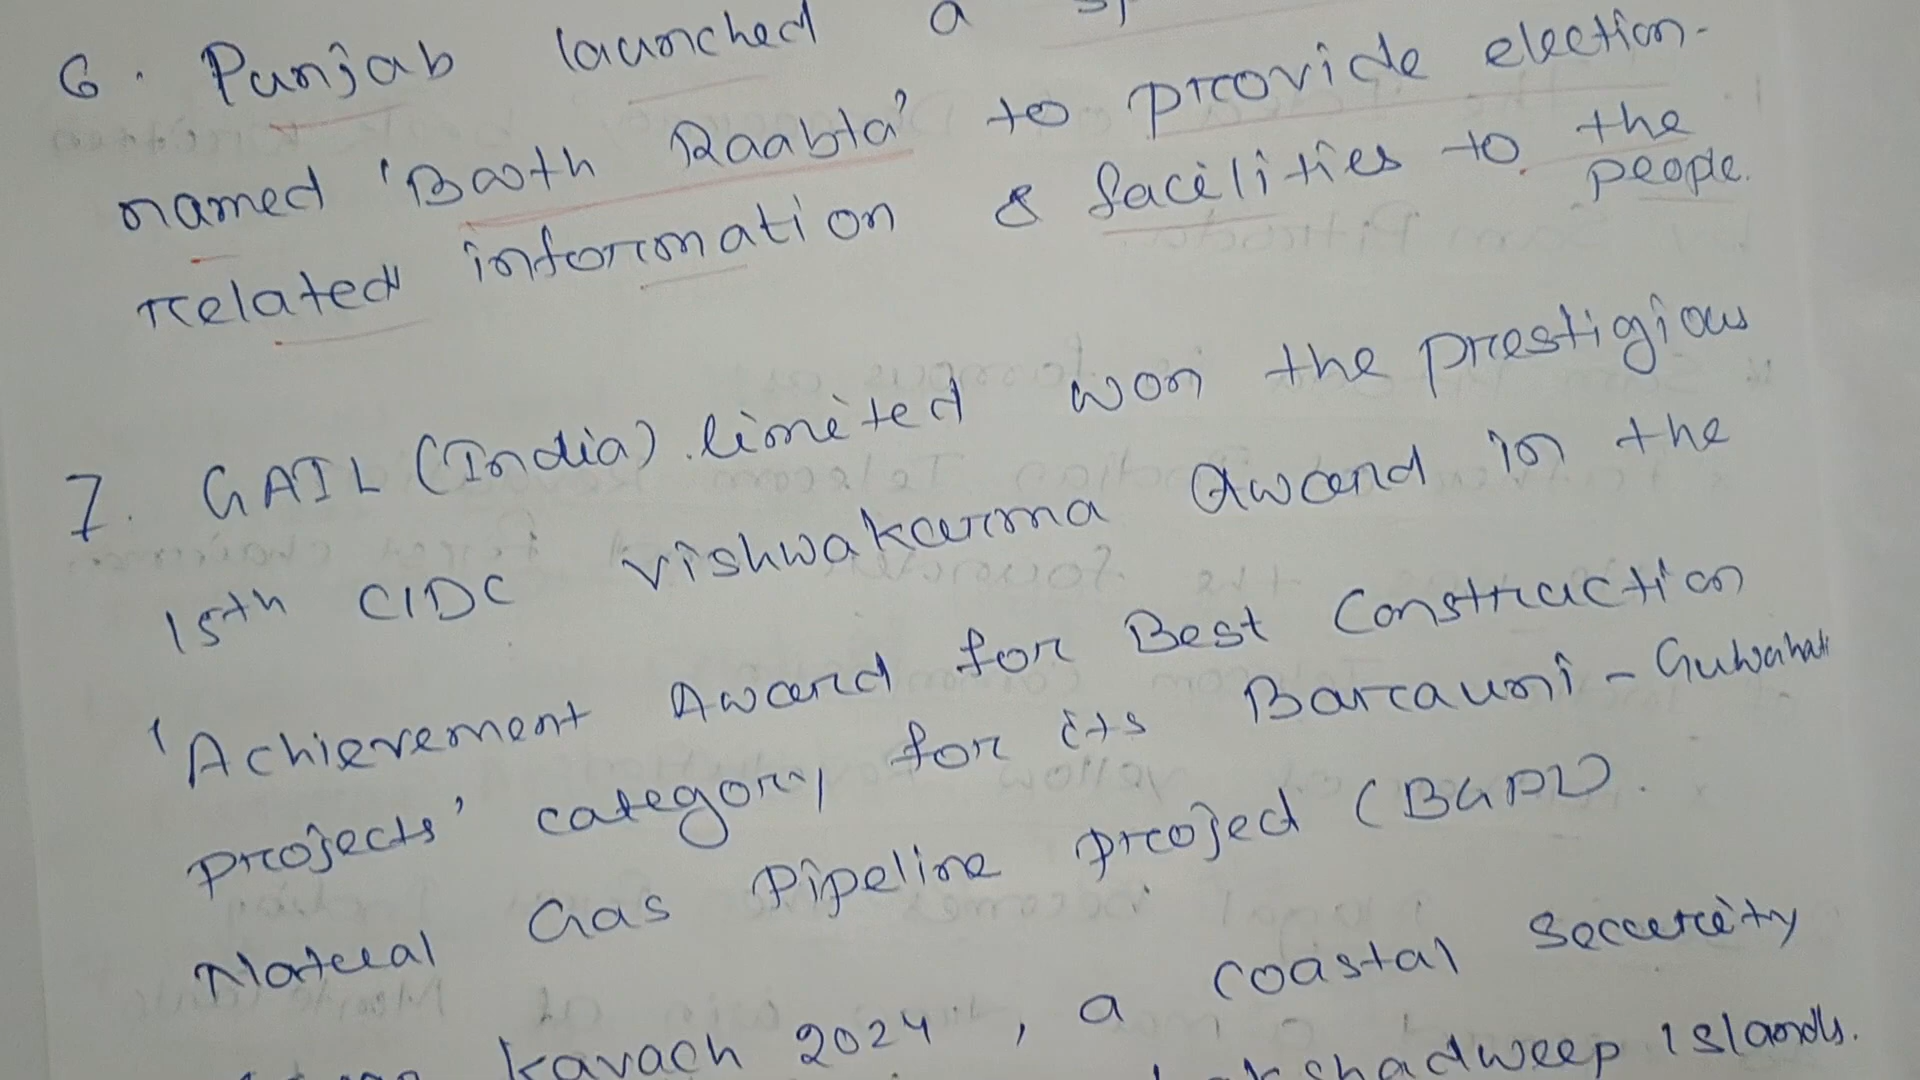 6. Punjab launched a
named 'Booth Raabta' to provide election-
related information & facilities to the
people.
7. GAIL (India) limited won the prestigious
15th CIDC Vishwakarma Award in the
'Achievement Award for Best Construction
projects' category, for its Barauni - Guwahati
Natural Gas Pipeline project (BGPL).
Kavach 2024, a coastal Security
Islands.